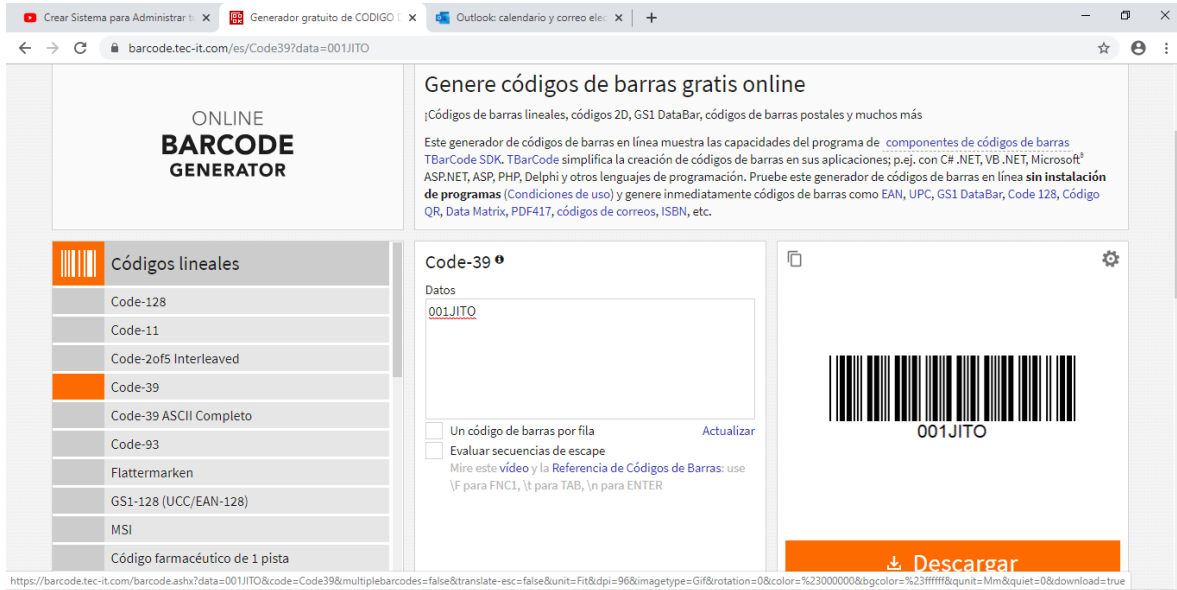 Crear Sistema para Administrar t
Generador gratuito de CODIGO D
Outlook: calendario y correo elec
barcode.tec-it.com/es/Code39?data=001JITO
ONLINE
BARCODE
GENERATOR
Genere códigos de barras gratis online
¡Códigos de barras lineales, códigos 2D, GS1 DataBar, códigos de barras postales y muchos más
Este generador de códigos de barras en línea muestra las capacidades del programa de componentes de códigos de barras
TBarCode SDK. TBarCode simplifica la creación de códigos de barras en sus aplicaciones; p.ej. con C# .NET, VB .NET, Microsoft®
ASP.NET, ASP, PHP, Delphi y otros lenguajes de programación. Pruebe este generador de códigos de barras en línea sin instalación
de programas (Condiciones de uso) y genere inmediatamente códigos de barras como EAN, UPC, GS1 DataBar, Code 128, Código
QR, Data Matrix, PDF417, códigos de correos, ISBN, etc.
Códigos lineales
Code-128
Code-11
Code-2of5 Interleaved
Code-39
Code-39 ASCII Completo
Code-93
Flattermarken
GS1-128 (UCC/EAN-128)
MSI
Código farmacéutico de 1 pista
Code-39
Datos
001JITO
Un código de barras por fila
Actualizar
Evaluar secuencias de escape
Mire este vídeo y la Referencia de Códigos de Barras: use
\F para FNC1, \t para TAB, \n para ENTER
001JITO
Descargar
https://barcode.tec-it.com/barcode.ashx?data=001JITO&code=Code39&multiplebarcodes=false&translate-esc=false&unit=Fit&dpi=96&imagetype=Gif&rotation=0&color=%23000000&bgcolor=%23ffffff&qunit=Mm&quiet=0&download=true